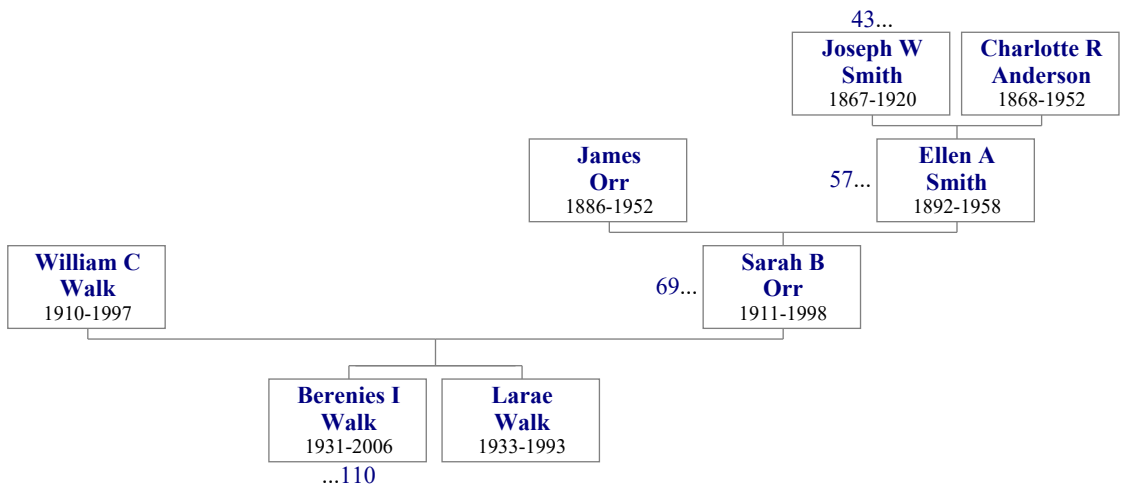 43...
Joseph W
Smith
1867-1920
Charlotte R
Anderson
1868-1952
James
Orr
1886-1952
57...
Ellen A
Smith
1892-1958
William C
Walk
1910-1997
69...
Sarah B
Orr
1911-1998
Berenies I
Walk
1931-2006
Larae
Walk
1933-1993
...110